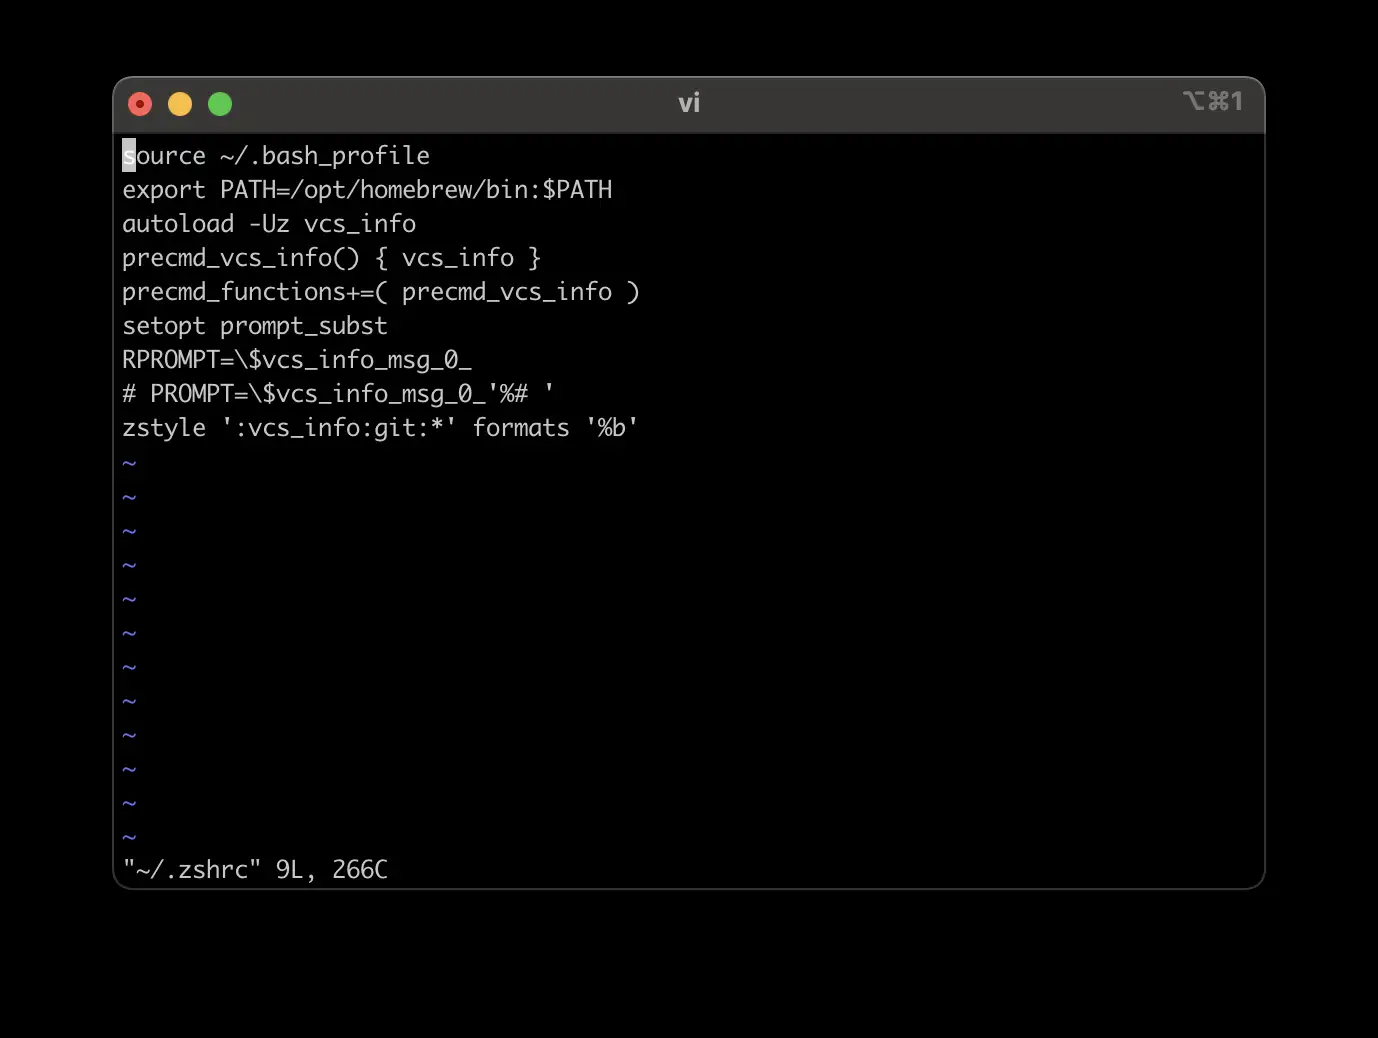 vi
⌥⌘1
source ~/.bash_profile
export PATH=/opt/homebrew/bin:$PATH
autoload -Uz vcs_info
precmd_vcs_info() { vcs_info }
precmd_functions+=( precmd_vcs_info )
setopt prompt_subst
RPROMPT=\$vcs_info_msg_0_
# PROMPT=\$vcs_info_msg_0_'%# '
zstyle ':vcs_info:git:*' formats '%b'
~
~
~
~
~
~
~
~
~
~
~
~
"~/.zshrc" 9L, 266C